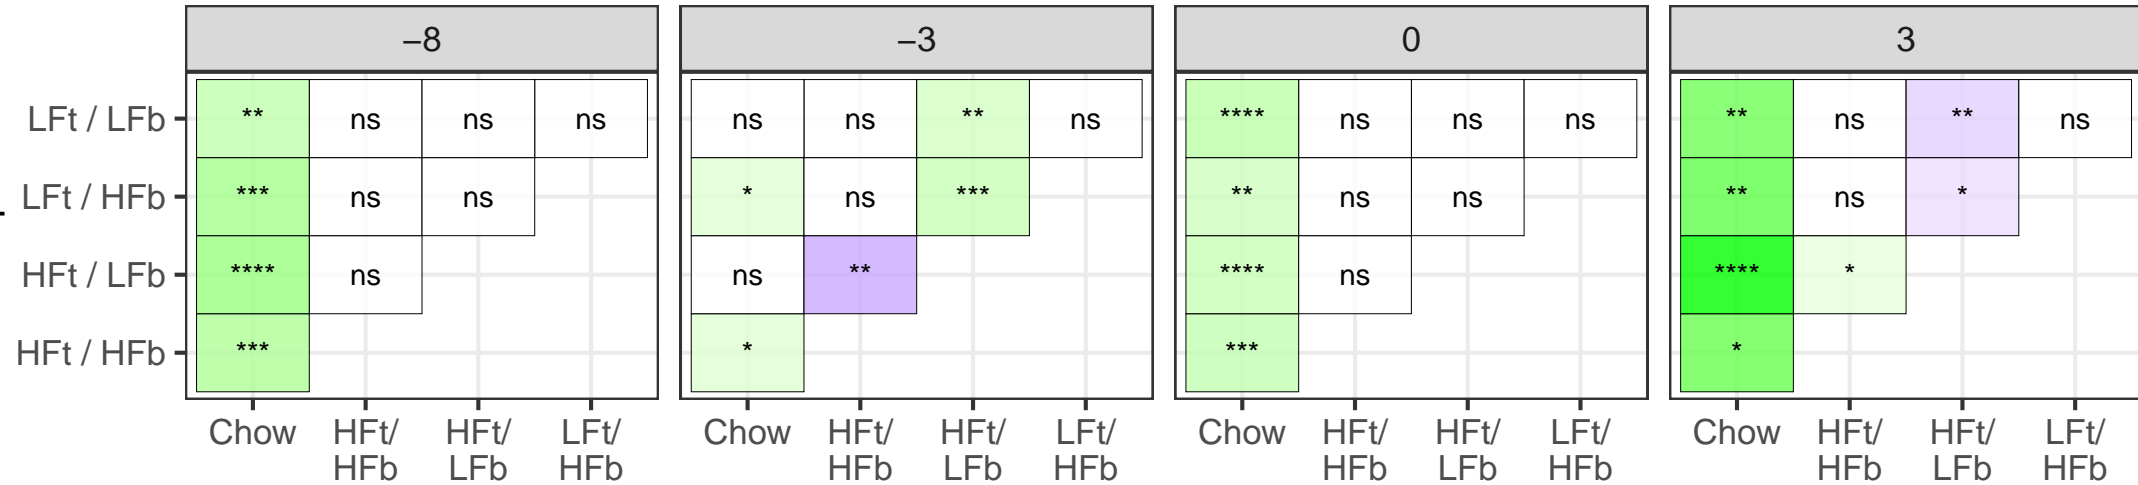 −8 −3 0 3
LFt / LFb ** ns ns ns ns ns ** ns **** ns ns ns ** ns ** ns
LFt / HFb *** ns ns * ns *** ** ns ns ** ns *
HFt / LFb **** ns ns ** **** ns **** *
HFt / HFb *** * *** *
Chow HFt/ HFt/ LFt/ Chow HFt/ HFt/ LFt/ Chow HFt/ HFt/ LFt/ Chow HFt/ HFt/ LFt/
HFb LFb HFb HFb LFb HFb HFb LFb HFb HFb LFb HFb